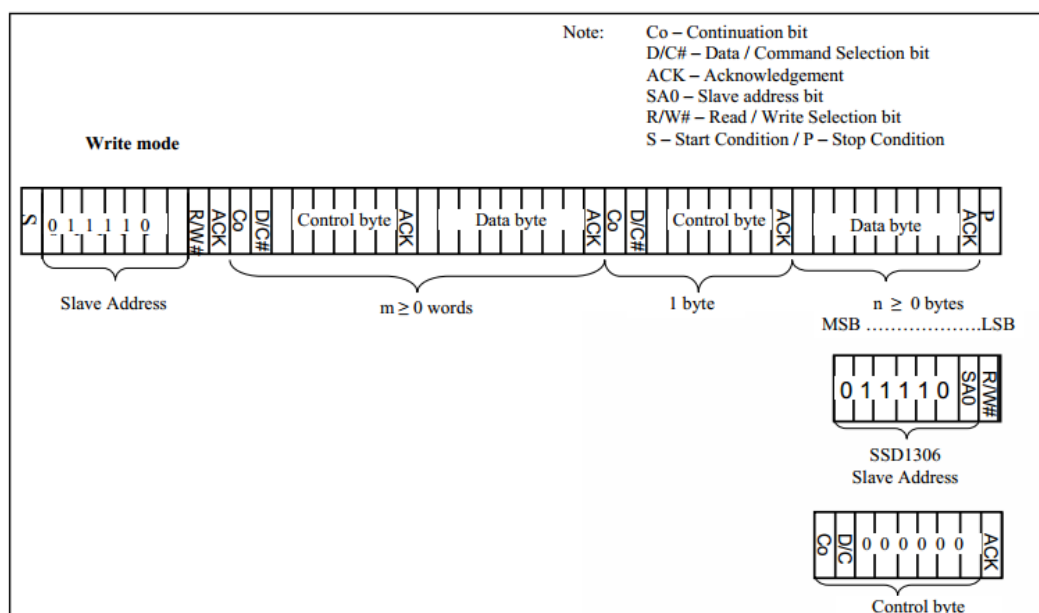 Note: Co – Continuation bit
D/C# – Data / Command Selection bit
ACK – Acknowledgement
SA0 – Slave address bit
R/W# – Read / Write Selection bit
S – Start Condition / P – Stop Condition
Write mode
S 0 1 1 1 1 0 R/W# ACK Co D/C# Control byte ACK Data byte ACK Co D/C# Control byte ACK Data byte ACK P
Slave Address
m ≥ 0 words
1 byte
n ≥ 0 bytes
MSB ………………….LSB
0 1 1 1 1 0 SA0 R/W#
SSD1306
Slave Address
Co D/C 0 0 0 0 0 0 ACK
Control byte